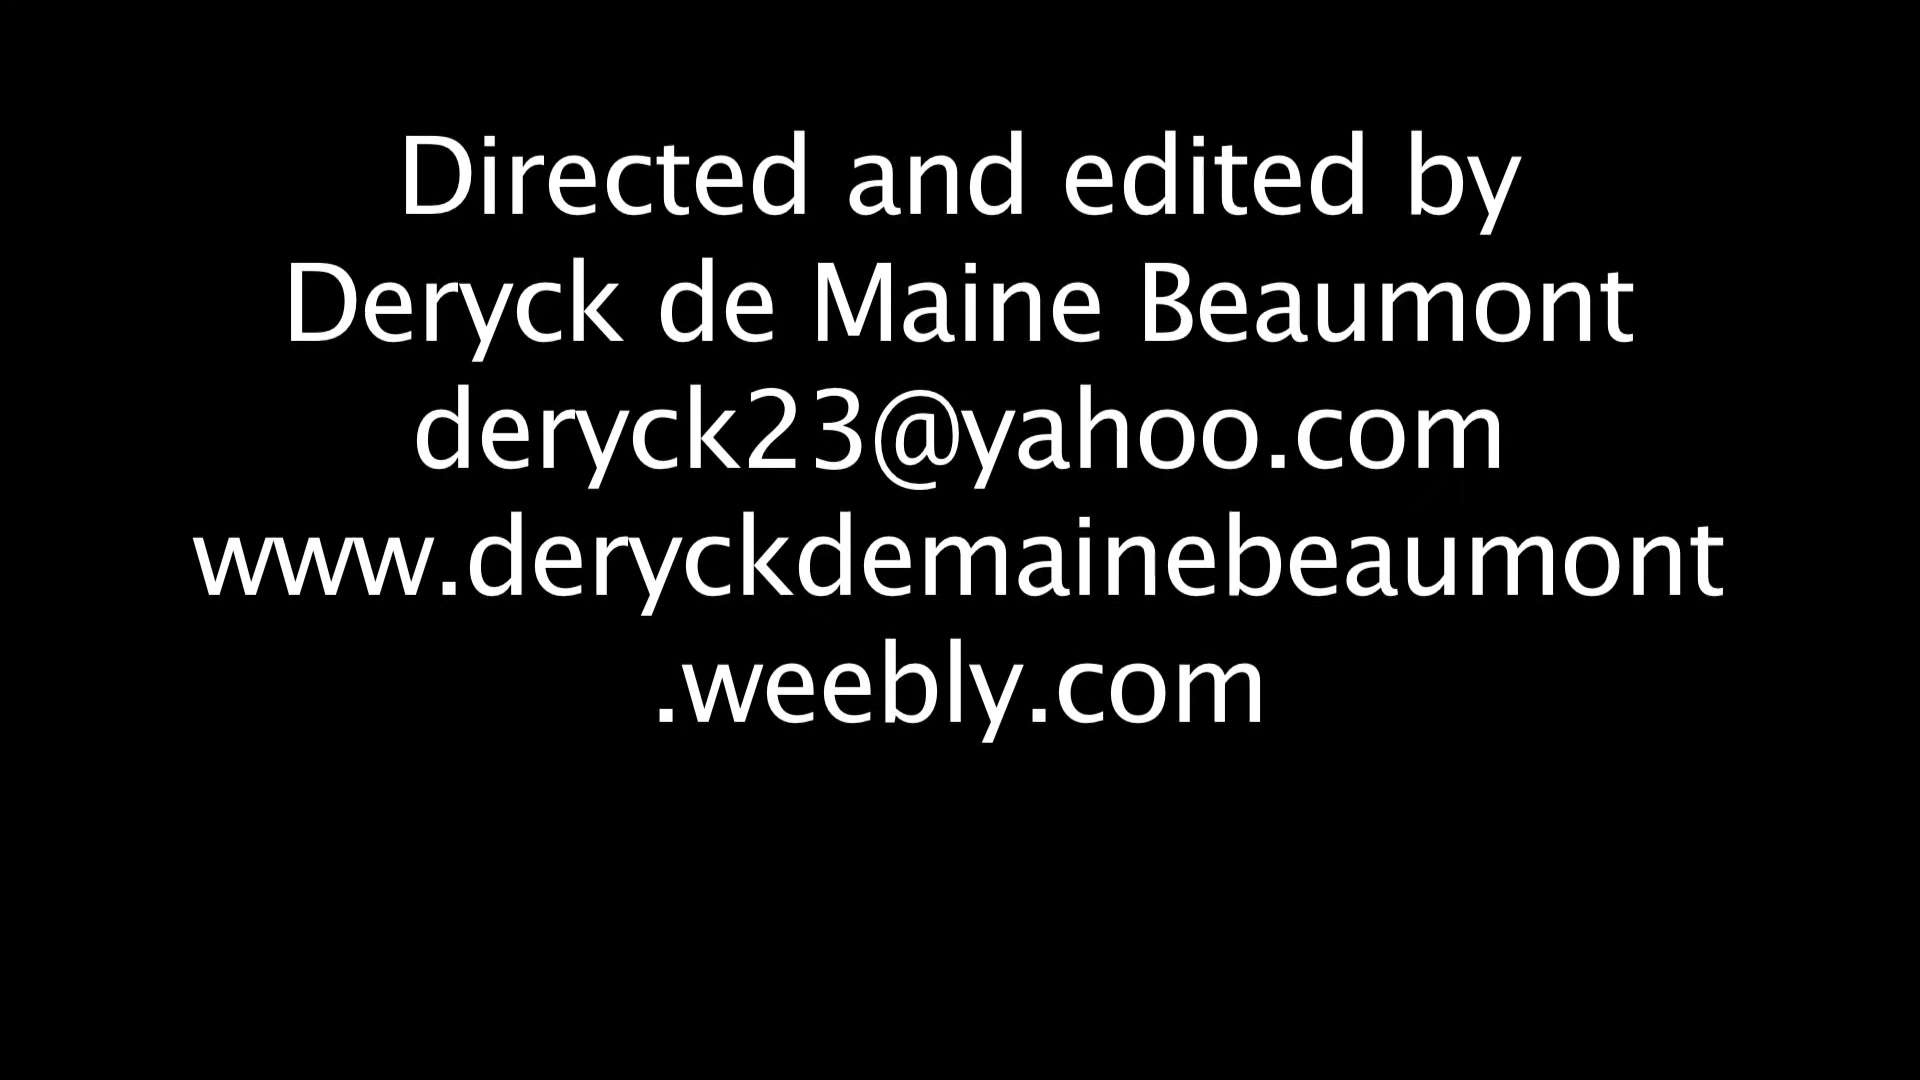 Directed and edited by
Deryck de Maine Beaumont
deryck23@yahoo.com
www.deryckdemainebeaumont
.weebly.com